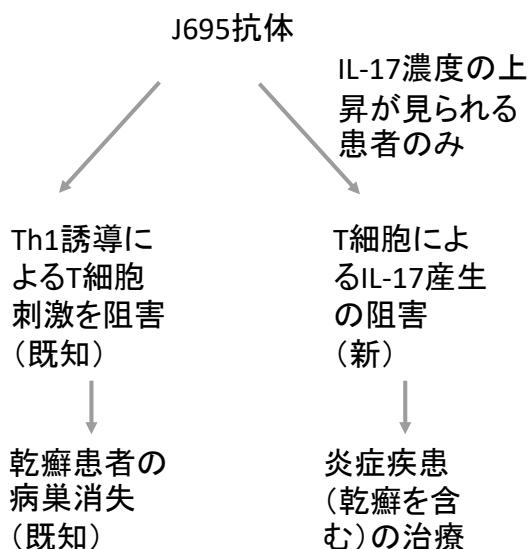 J695抗体
IL-17濃度の上
昇が見られる
患者のみ
Th1誘導に
よるT細胞
刺激を阻害
（既知）
T細胞によ
るIL-17産生
の阻害
（新）
乾癬患者の
病巣消失
（既知）
炎症疾患
（乾癬を含
む）の治療